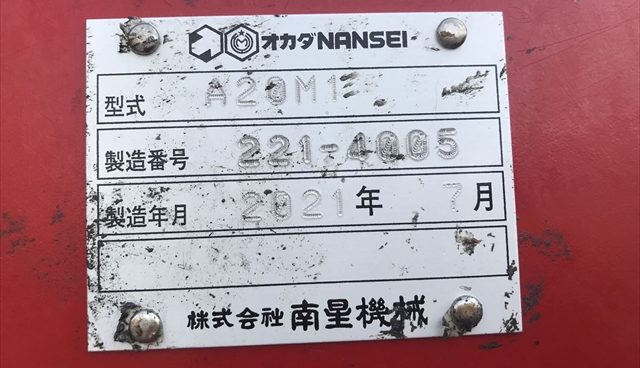 オカダNANSEI
型式 A20M1
製造番号 221-4005
製造年月 2021年 7月
株式会社 南星機械